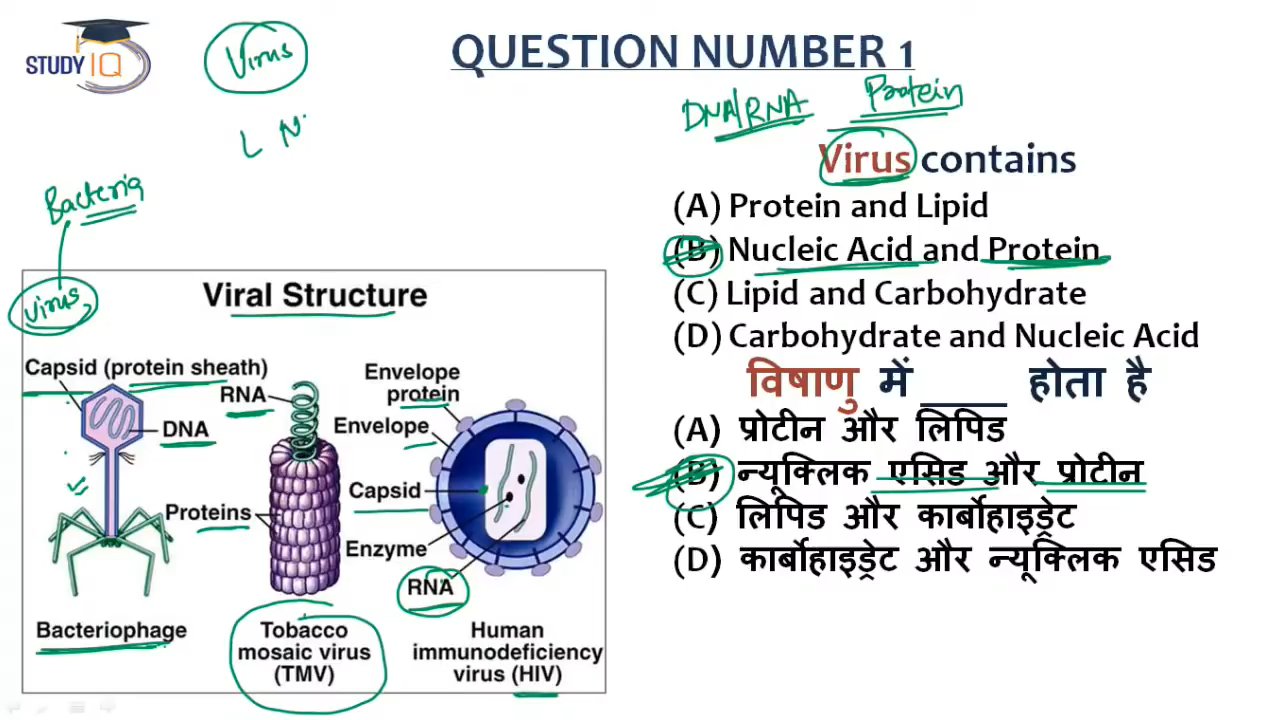 STUDY IQ
Virus
L N
Bacteria
Virus
QUESTION NUMBER 1
DNA/RNA
Protein
Virus contains
(A) Protein and Lipid
(B) Nucleic Acid and Protein
(C) Lipid and Carbohydrate
(D) Carbohydrate and Nucleic Acid
विषाणु में ____ होता है
(A) प्रोटीन और लिपिड
(B) न्यूक्लिक एसिड और प्रोटीन
(C) लिपिड और कार्बोहाइड्रेट
(D) कार्बोहाइड्रेट और न्यूक्लिक एसिड
Viral Structure
Capsid (protein sheath)
DNA
Bacteriophage
RNA
Proteins
Tobacco
mosaic virus
(TMV)
Envelope
protein
Envelope
Capsid
Enzyme
RNA
Human
immunodeficiency
virus (HIV)